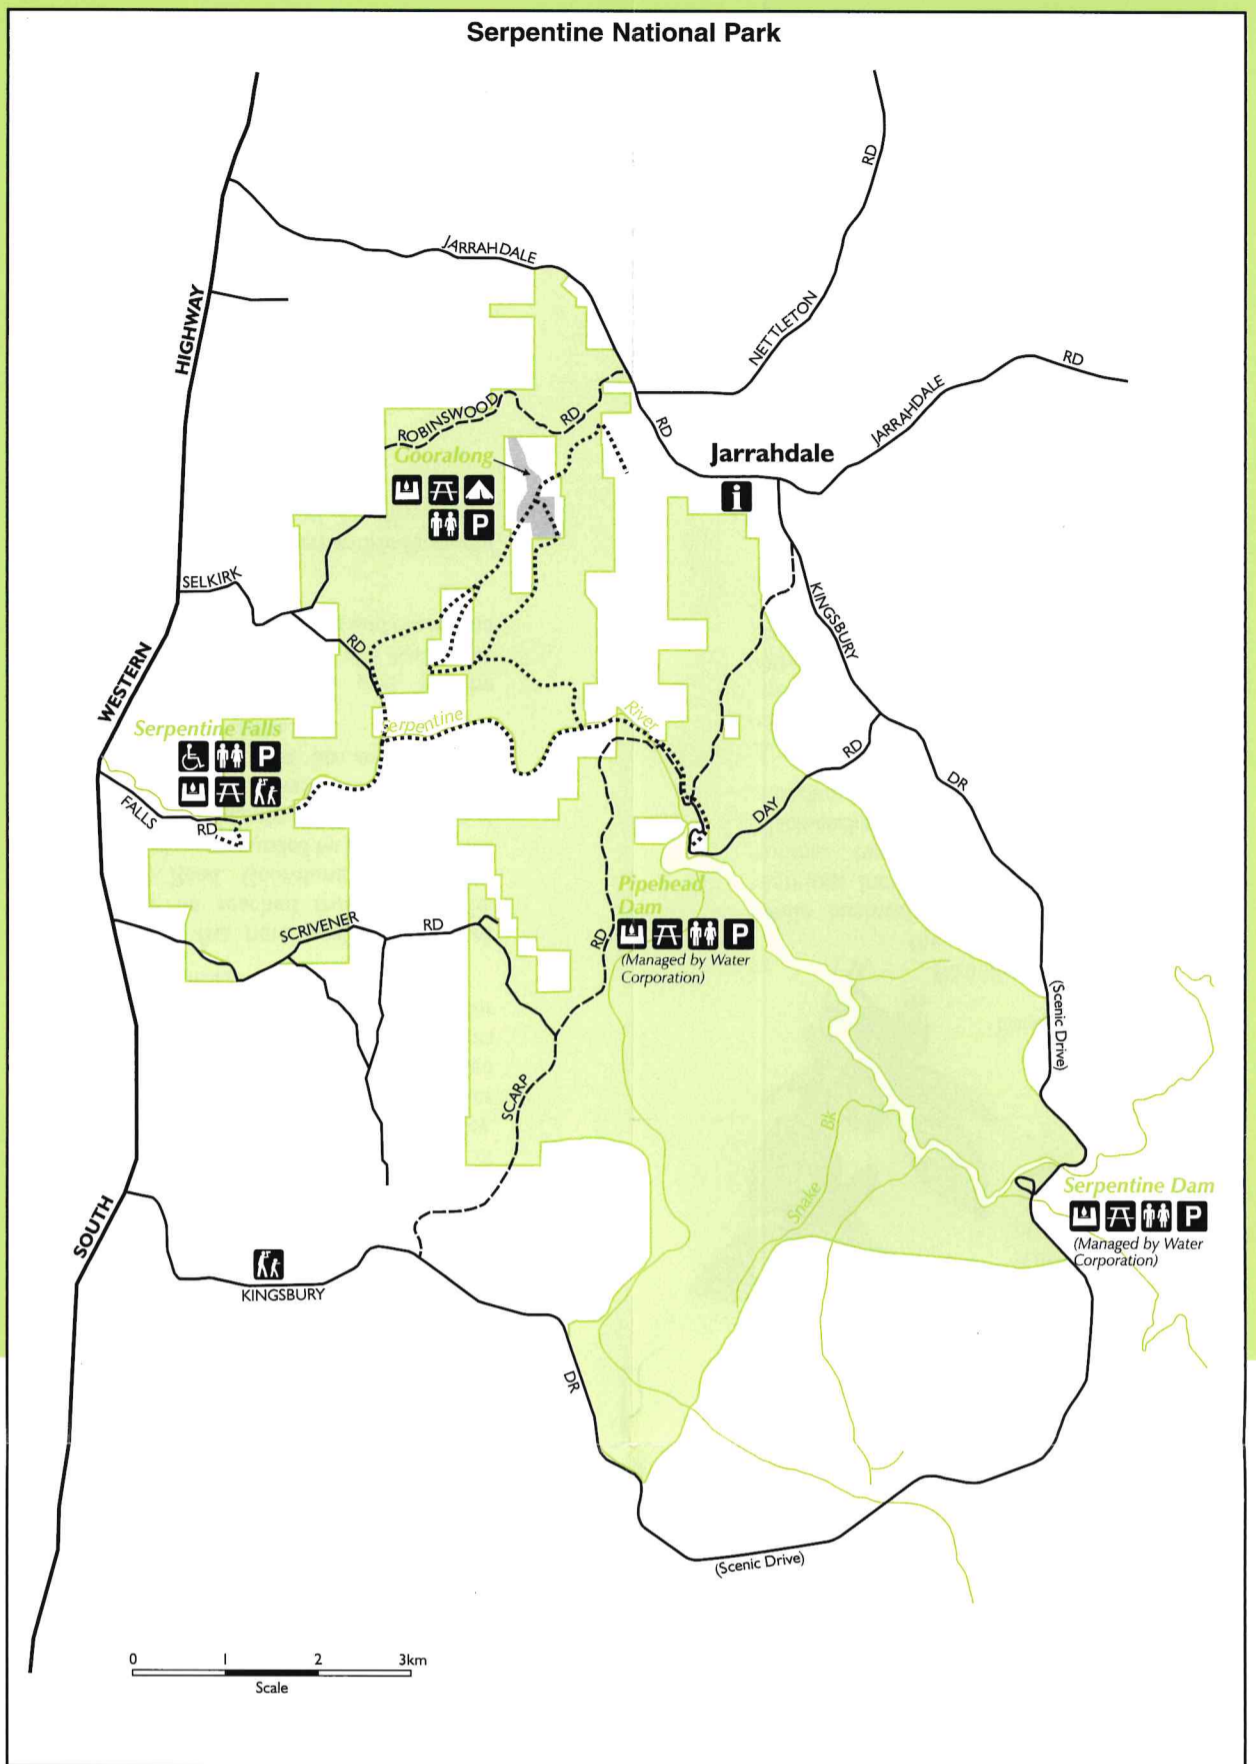 Serpentine National Park
RD
JARRAHDALE
HIGHWAY
NETTLETON
RD
JARRAHDALE
ROBINSWOOD
RD
RD
Jarrahdale
Gooralong
P
i
SELKIRK
RD
KINGSBURY
WESTERN
Serpentine Falls
P
Serpentine
River
RD
DR
DAY
FALLS
RD
Pipehead
Dam
P
(Managed by Water
Corporation)
SCRIVENER
RD
RD
(Scenic Drive)
SCARP
Bk
Snake
Serpentine Dam
P
(Managed by Water
Corporation)
SOUTH
KINGSBURY
DR
(Scenic Drive)
0 1 2 3km
Scale